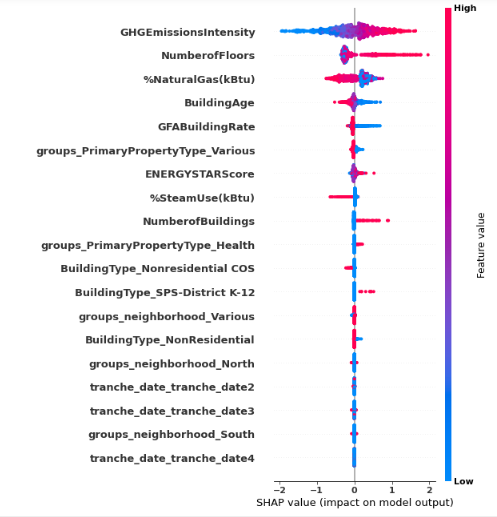 High
GHGEmissionsIntensity
NumberofFloors
%NaturalGas(kBtu)
BuildingAge
GFABuildingRate
groups_PrimaryPropertyType_Various
ENERGYSTARScore
%SteamUse(kBtu)
NumberofBuildings
groups_PrimaryPropertyType_Health
BuildingType_Nonresidential COS
BuildingType_SPS-District K-12
groups_neighborhood_Various
BuildingType_NonResidential
groups_neighborhood_North
tranche_date_tranche_date2
tranche_date_tranche_date3
groups_neighborhood_South
tranche_date_tranche_date4
Feature value
Low
−2 −1 0 1 2
SHAP value (impact on model output)